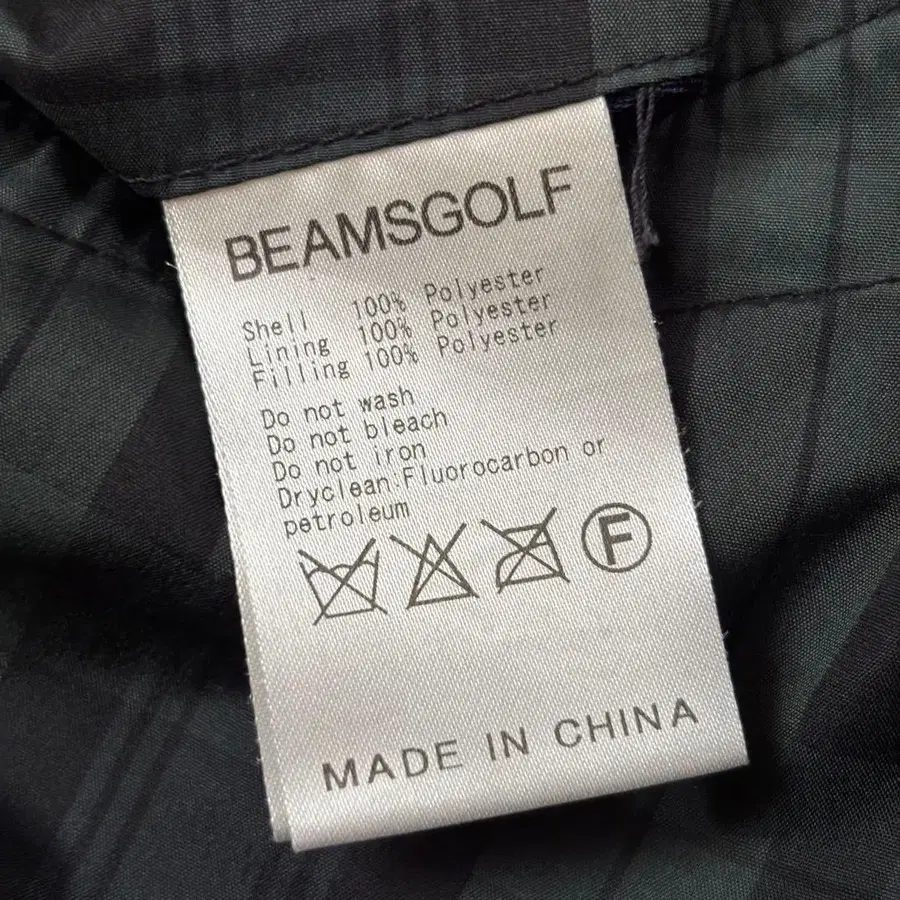 BEAMSGOLF
Shell 100% Polyester
Lining 100% Polyester
Filling 100% Polyester
Do not wash
Do not bleach
Do not iron
Dryclean:Fluorocarbon or
petroleum
F
MADE IN CHINA